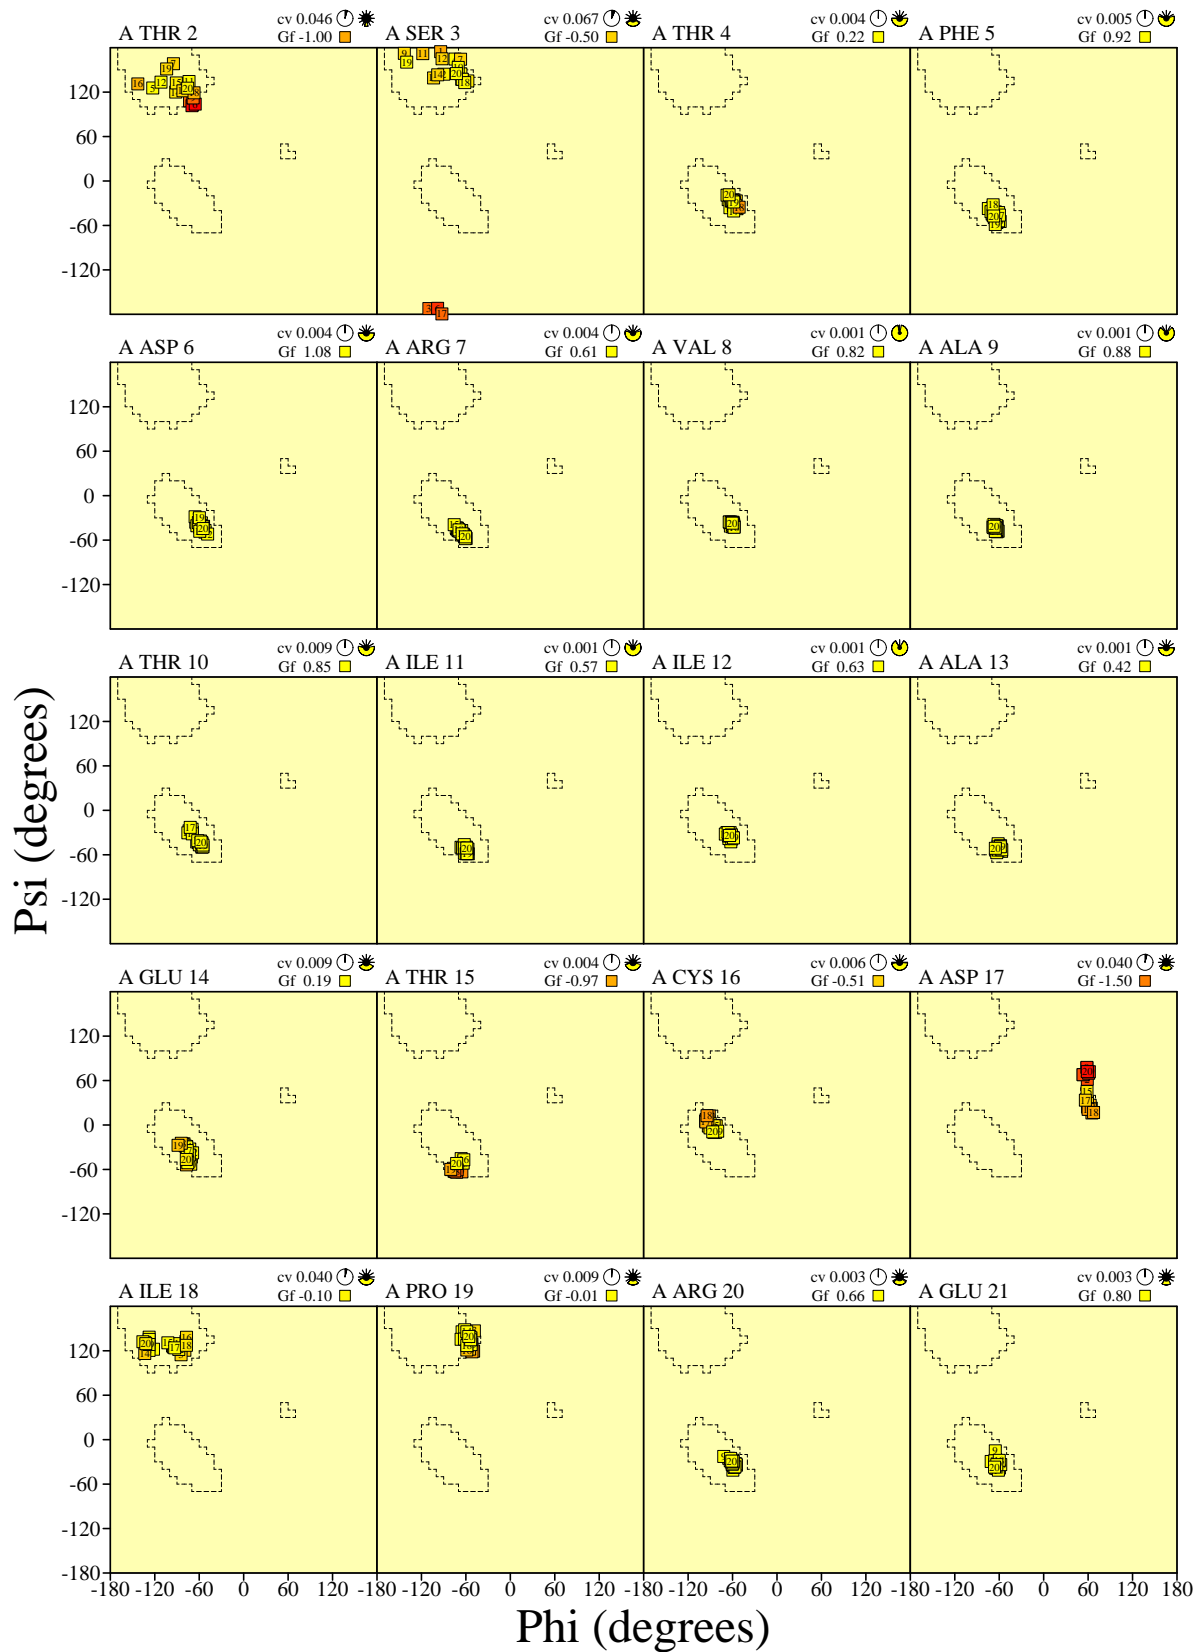 A THR 2 cv 0.046 Gf -1.00
A SER 3 cv 0.067 Gf -0.50
A THR 4 cv 0.004 Gf 0.22
A PHE 5 cv 0.005 Gf 0.92
120
60
0
-60
-120
A ASP 6 cv 0.004 Gf 1.08
A ARG 7 cv 0.004 Gf 0.61
A VAL 8 cv 0.001 Gf 0.82
A ALA 9 cv 0.001 Gf 0.88
120
60
0
-60
-120
A THR 10 cv 0.009 Gf 0.85
A ILE 11 cv 0.001 Gf 0.57
A ILE 12 cv 0.001 Gf 0.63
A ALA 13 cv 0.001 Gf 0.42
120
60
0
-60
-120
Psi (degrees)
A GLU 14 cv 0.009 Gf 0.19
A THR 15 cv 0.004 Gf -0.97
A CYS 16 cv 0.006 Gf -0.51
A ASP 17 cv 0.040 Gf -1.50
120
60
0
-60
-120
A ILE 18 cv 0.040 Gf -0.10
A PRO 19 cv 0.009 Gf -0.01
A ARG 20 cv 0.003 Gf 0.66
A GLU 21 cv 0.003 Gf 0.80
120
60
0
-60
-120
-180
-180 -120 -60 0 60 120 -180 -120 -60 0 60 120 -180 -120 -60 0 60 120 -180 -120 -60 0 60 120 180
Phi (degrees)